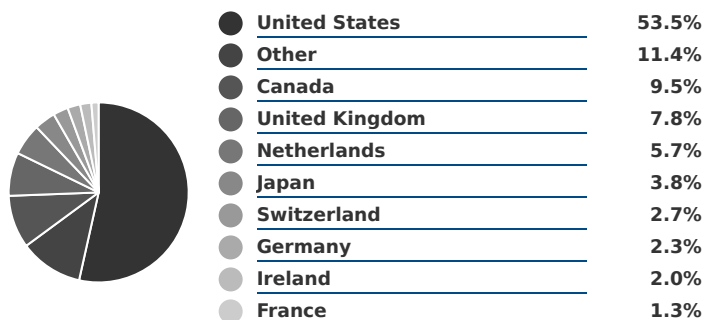 United States 53.5%
Other 11.4%
Canada 9.5%
United Kingdom 7.8%
Netherlands 5.7%
Japan 3.8%
Switzerland 2.7%
Germany 2.3%
Ireland 2.0%
France 1.3%